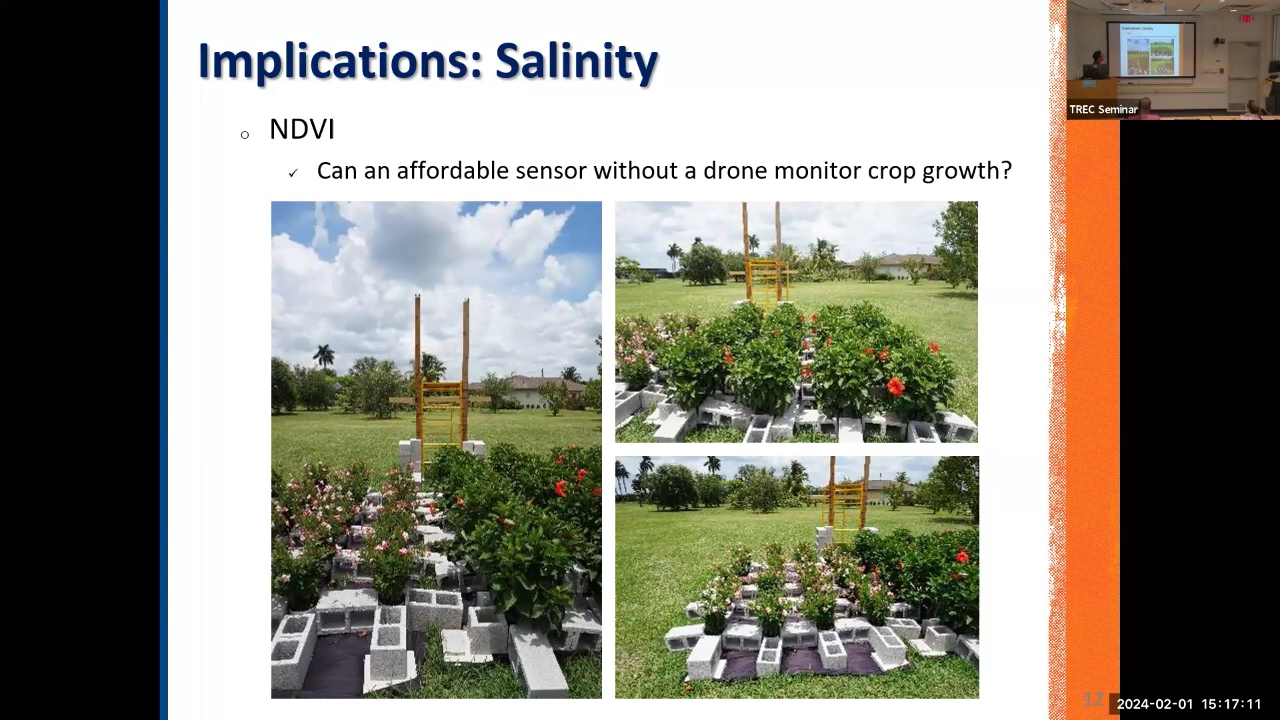 Implications: Salinity
NDVI
Can an affordable sensor without a drone monitor crop growth?
TREC Seminar
12
2024-02-01 15:17:11